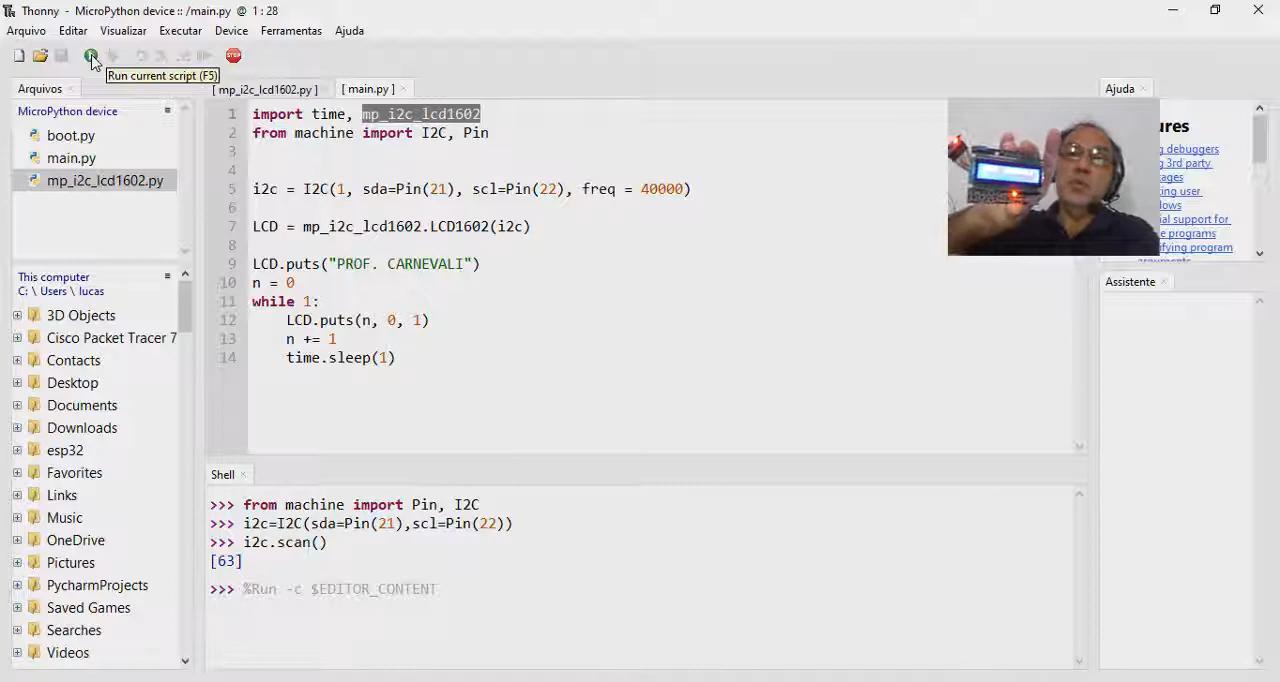 Thonny - MicroPython device :: /main.py @ 1 : 28
Arquivo Editar Visualizar Executar Device Ferramentas Ajuda
Run current script (F5)
Arquivos
[ mp_i2c_lcd1602.py ]
[ main.py ]
Ajuda
MicroPython device
boot.py
main.py
mp_i2c_lcd1602.py
This computer
C: \ Users \ lucas
3D Objects
Cisco Packet Tracer 7
Contacts
Desktop
Documents
Downloads
esp32
Favorites
Links
Music
OneDrive
Pictures
PycharmProjects
Saved Games
Searches
Videos
1 import time, mp_i2c_lcd1602
2 from machine import I2C, Pin
3
4
5 i2c = I2C(1, sda=Pin(21), scl=Pin(22), freq = 40000)
6
7 LCD = mp_i2c_lcd1602.LCD1602(i2c)
8
9 LCD.puts("PROF. CARNEVALI")
10 n = 0
11 while 1:
12 LCD.puts(n, 0, 1)
13 n += 1
14 time.sleep(1)
Shell
>>> from machine import Pin, I2C
>>> i2c=I2C(sda=Pin(21),scl=Pin(22))
>>> i2c.scan()
[63]
>>> %Run -c $EDITOR_CONTENT
ures
ng debuggers
g 3rd party
ages
ing user
lows
al support for
e programs
ifying program
Assistente